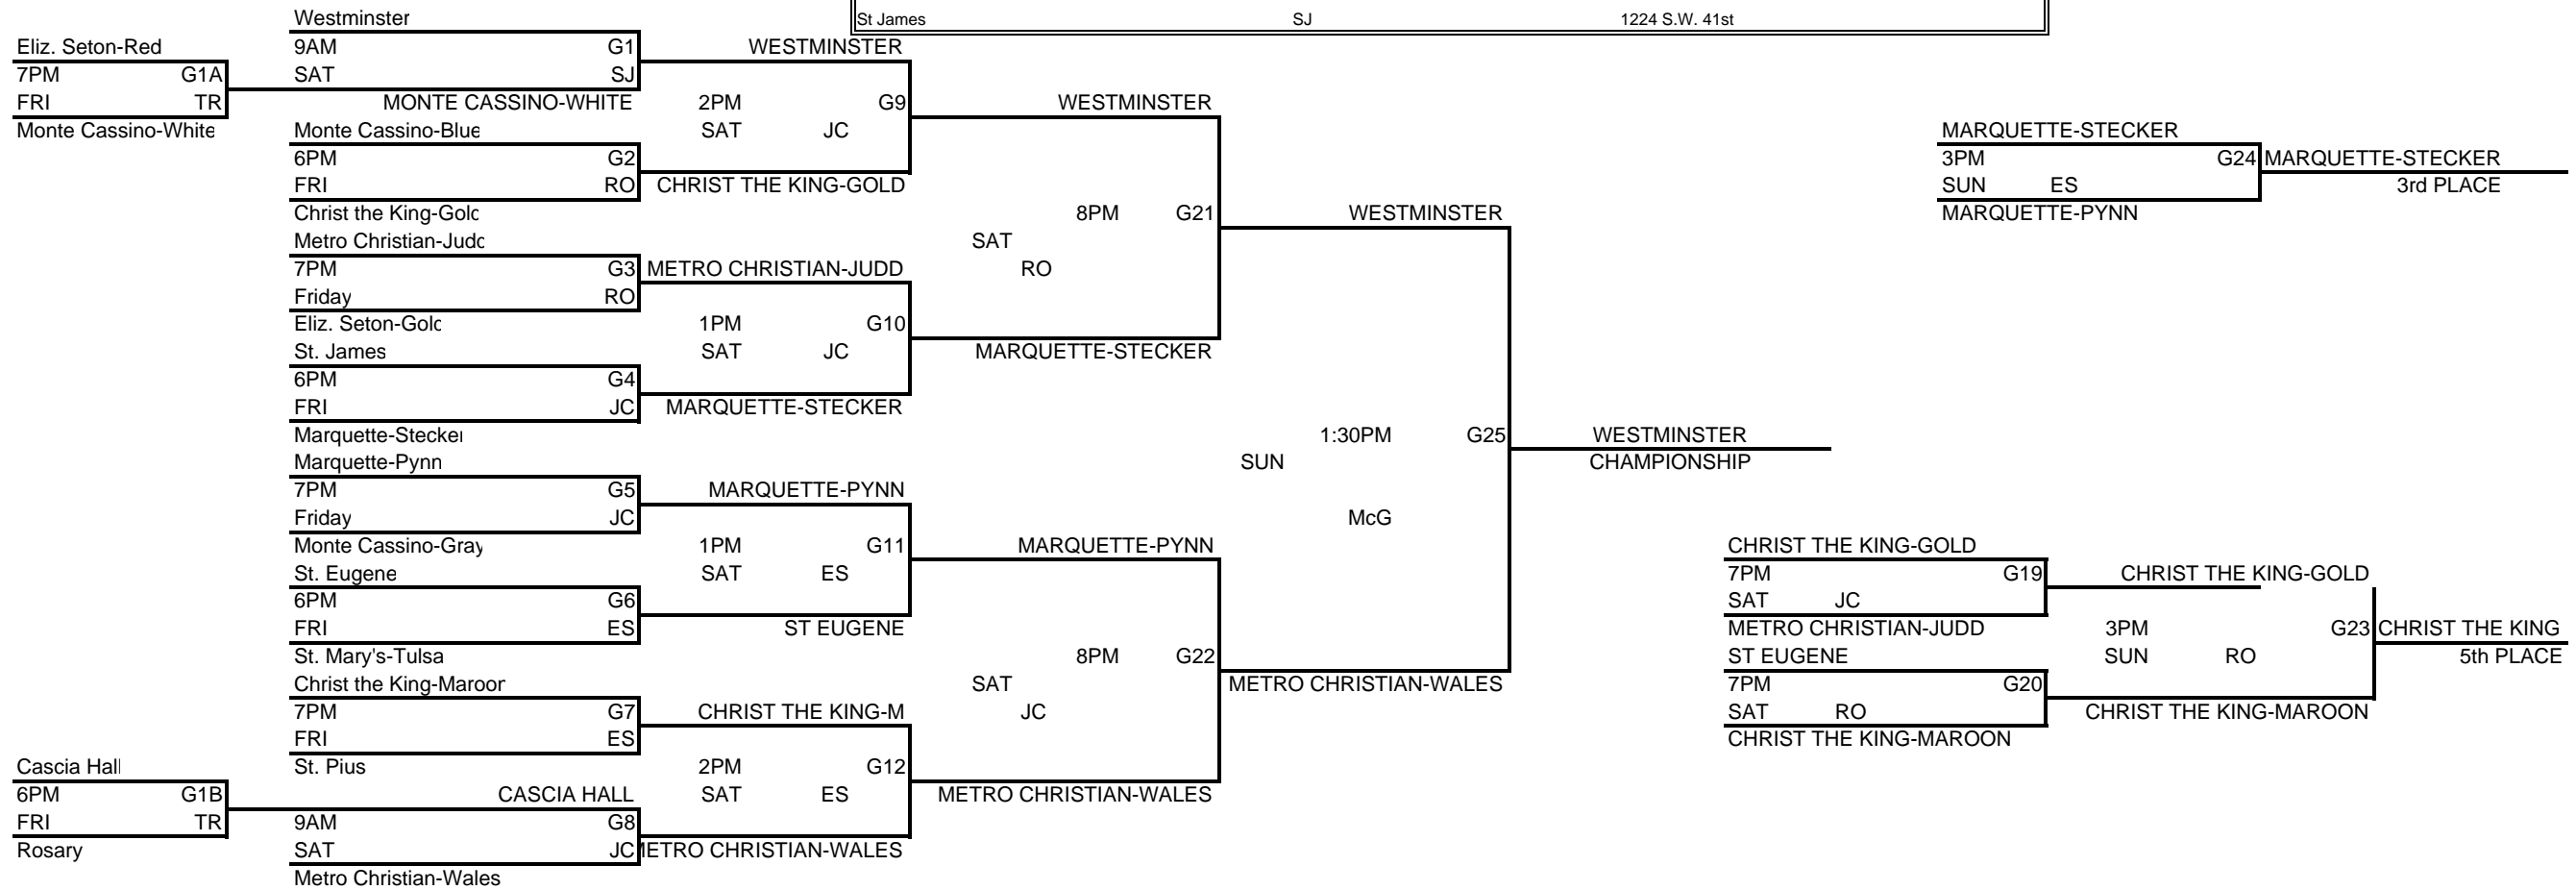 St James SJ 1224 S.W. 41st
Westminster
Eliz. Seton-Red 9AM G1 WESTMINSTER
7PM G1A SAT SJ
FRI TR MONTE CASSINO-WHITE 2PM G9 WESTMINSTER
Monte Cassino-White Monte Cassino-Blue SAT JC MARQUETTE-STECKER
6PM G2 3PM G24 MARQUETTE-STECKER
FRI RO CHRIST THE KING-GOLD SUN ES 3rd PLACE
Christ the King-Gold 8PM G21 WESTMINSTER MARQUETTE-PYNN
Metro Christian-Judd SAT
7PM G3 METRO CHRISTIAN-JUDD RO
Friday RO
Eliz. Seton-Gold 1PM G10
St. James SAT JC MARQUETTE-STECKER
6PM G4
FRI JC MARQUETTE-STECKER
Marquette-Stecker 1:30PM G25 WESTMINSTER
Marquette-Pynn SUN CHAMPIONSHIP
7PM G5 MARQUETTE-PYNN
Friday JC McG
Monte Cassino-Gray 1PM G11 MARQUETTE-PYNN CHRIST THE KING-GOLD
St. Eugene SAT ES 7PM G19 CHRIST THE KING-GOLD
6PM G6 SAT JC
FRI ES ST EUGENE METRO CHRISTIAN-JUDD 3PM G23 CHRIST THE KING
St. Mary's-Tulsa 8PM G22 ST EUGENE SUN RO 5th PLACE
Christ the King-Maroon SAT METRO CHRISTIAN-WALES 7PM G20
7PM G7 CHRIST THE KING-M JC SAT RO CHRIST THE KING-MAROON
FRI ES CHRIST THE KING-MAROON
Cascia Hall St. Pius 2PM G12
6PM G1B CASCIA HALL SAT ES METRO CHRISTIAN-WALES
FRI TR 9AM G8
Rosary SAT JC METRO CHRISTIAN-WALES
Metro Christian-Wales